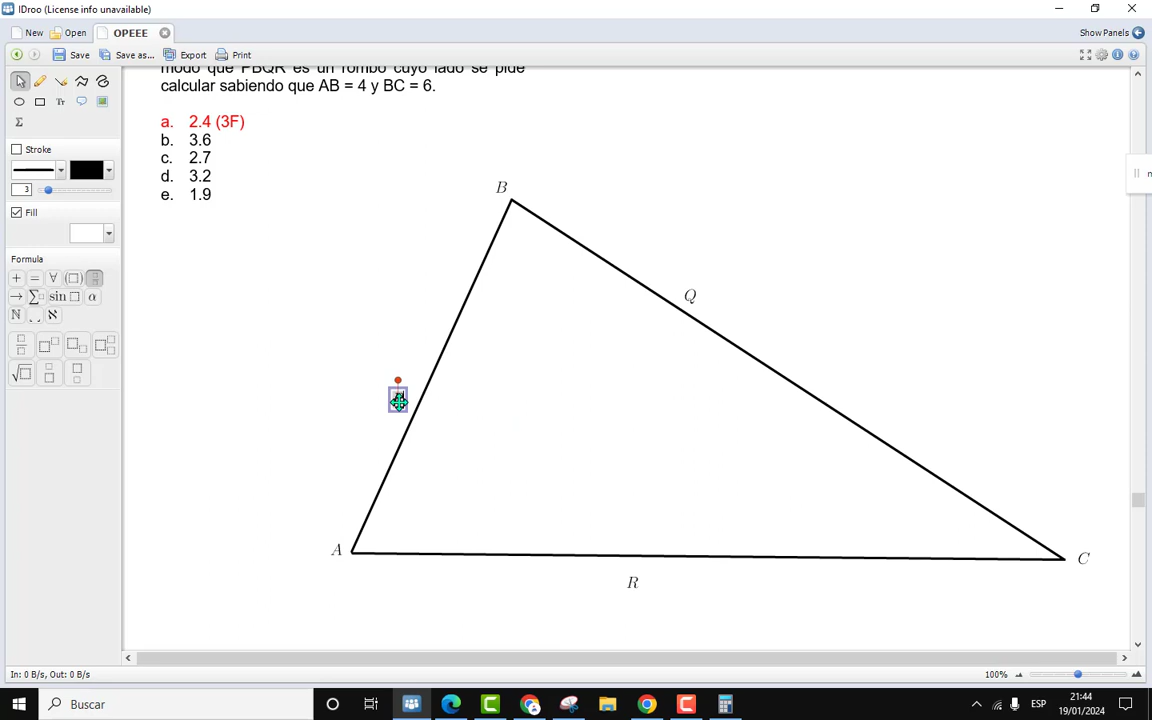 IDroo (License info unavailable)
New Open OPEEE Show Panels
Save Save as... Export Print
modo que PBQR es un rombo cuyo lado se pide
calcular sabiendo que AB = 4 y BC = 6.
a. 2.4 (3F)
b. 3.6
c. 2.7
d. 3.2
e. 1.9
Tr
Σ
Stroke
3
Fill
Formula
+ = ∀ (□)
→ Σ□ sin □ α
ℕ ℵ
B
Q
A
C
R
In: 0 B/s, Out: 0 B/s
100%
Buscar
ESP
21:44
19/01/2024